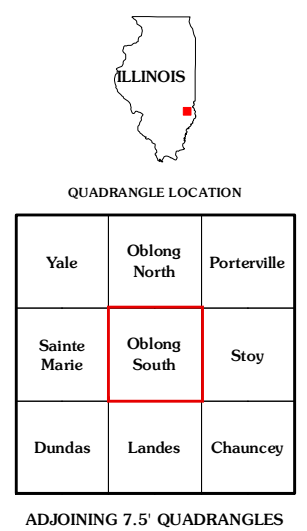 ILLINOIS
QUADRANGLE LOCATION
Yale
Oblong
North
Porterville
Sainte
Marie
Oblong
South
Stoy
Dundas
Landes
Chauncey
ADJOINING 7.5' QUADRANGLES